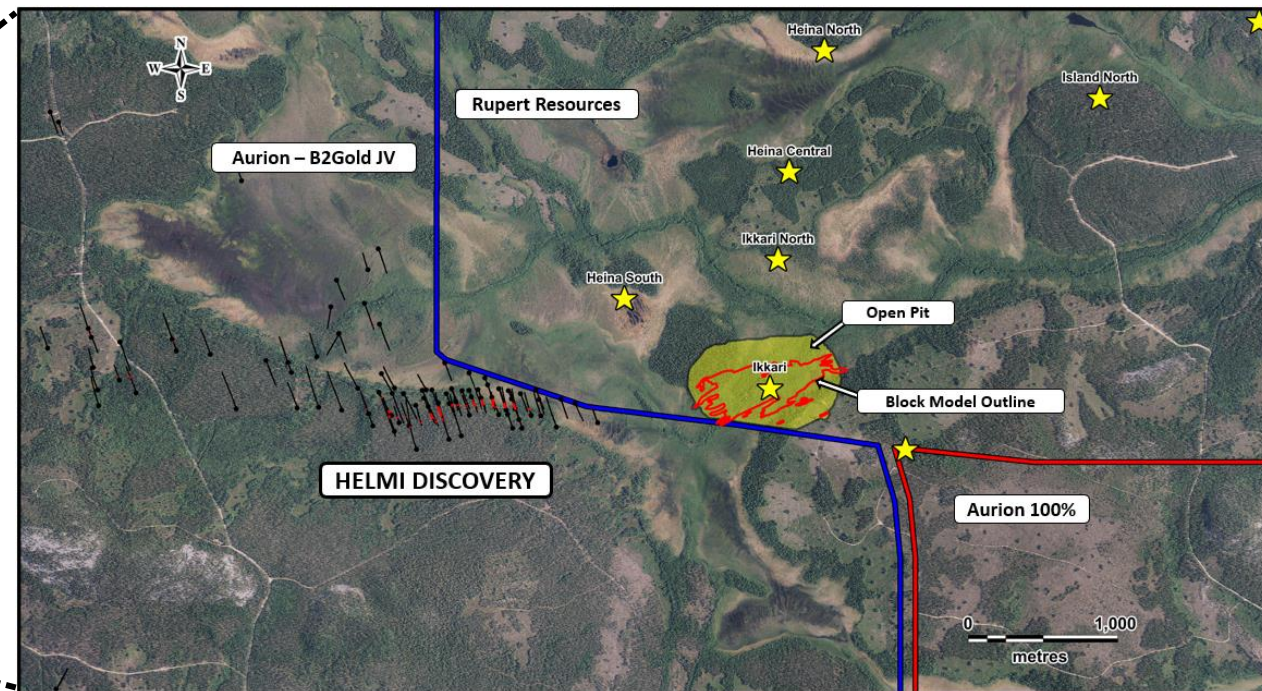 Heina North
N
W E
S
Island North
Rupert Resources
Aurion – B2Gold JV
Heina Central
Ikkari North
Heina South
Open Pit
Ikkari
Block Model Outline
HELMI DISCOVERY
Aurion 100%
0 1,000
metres